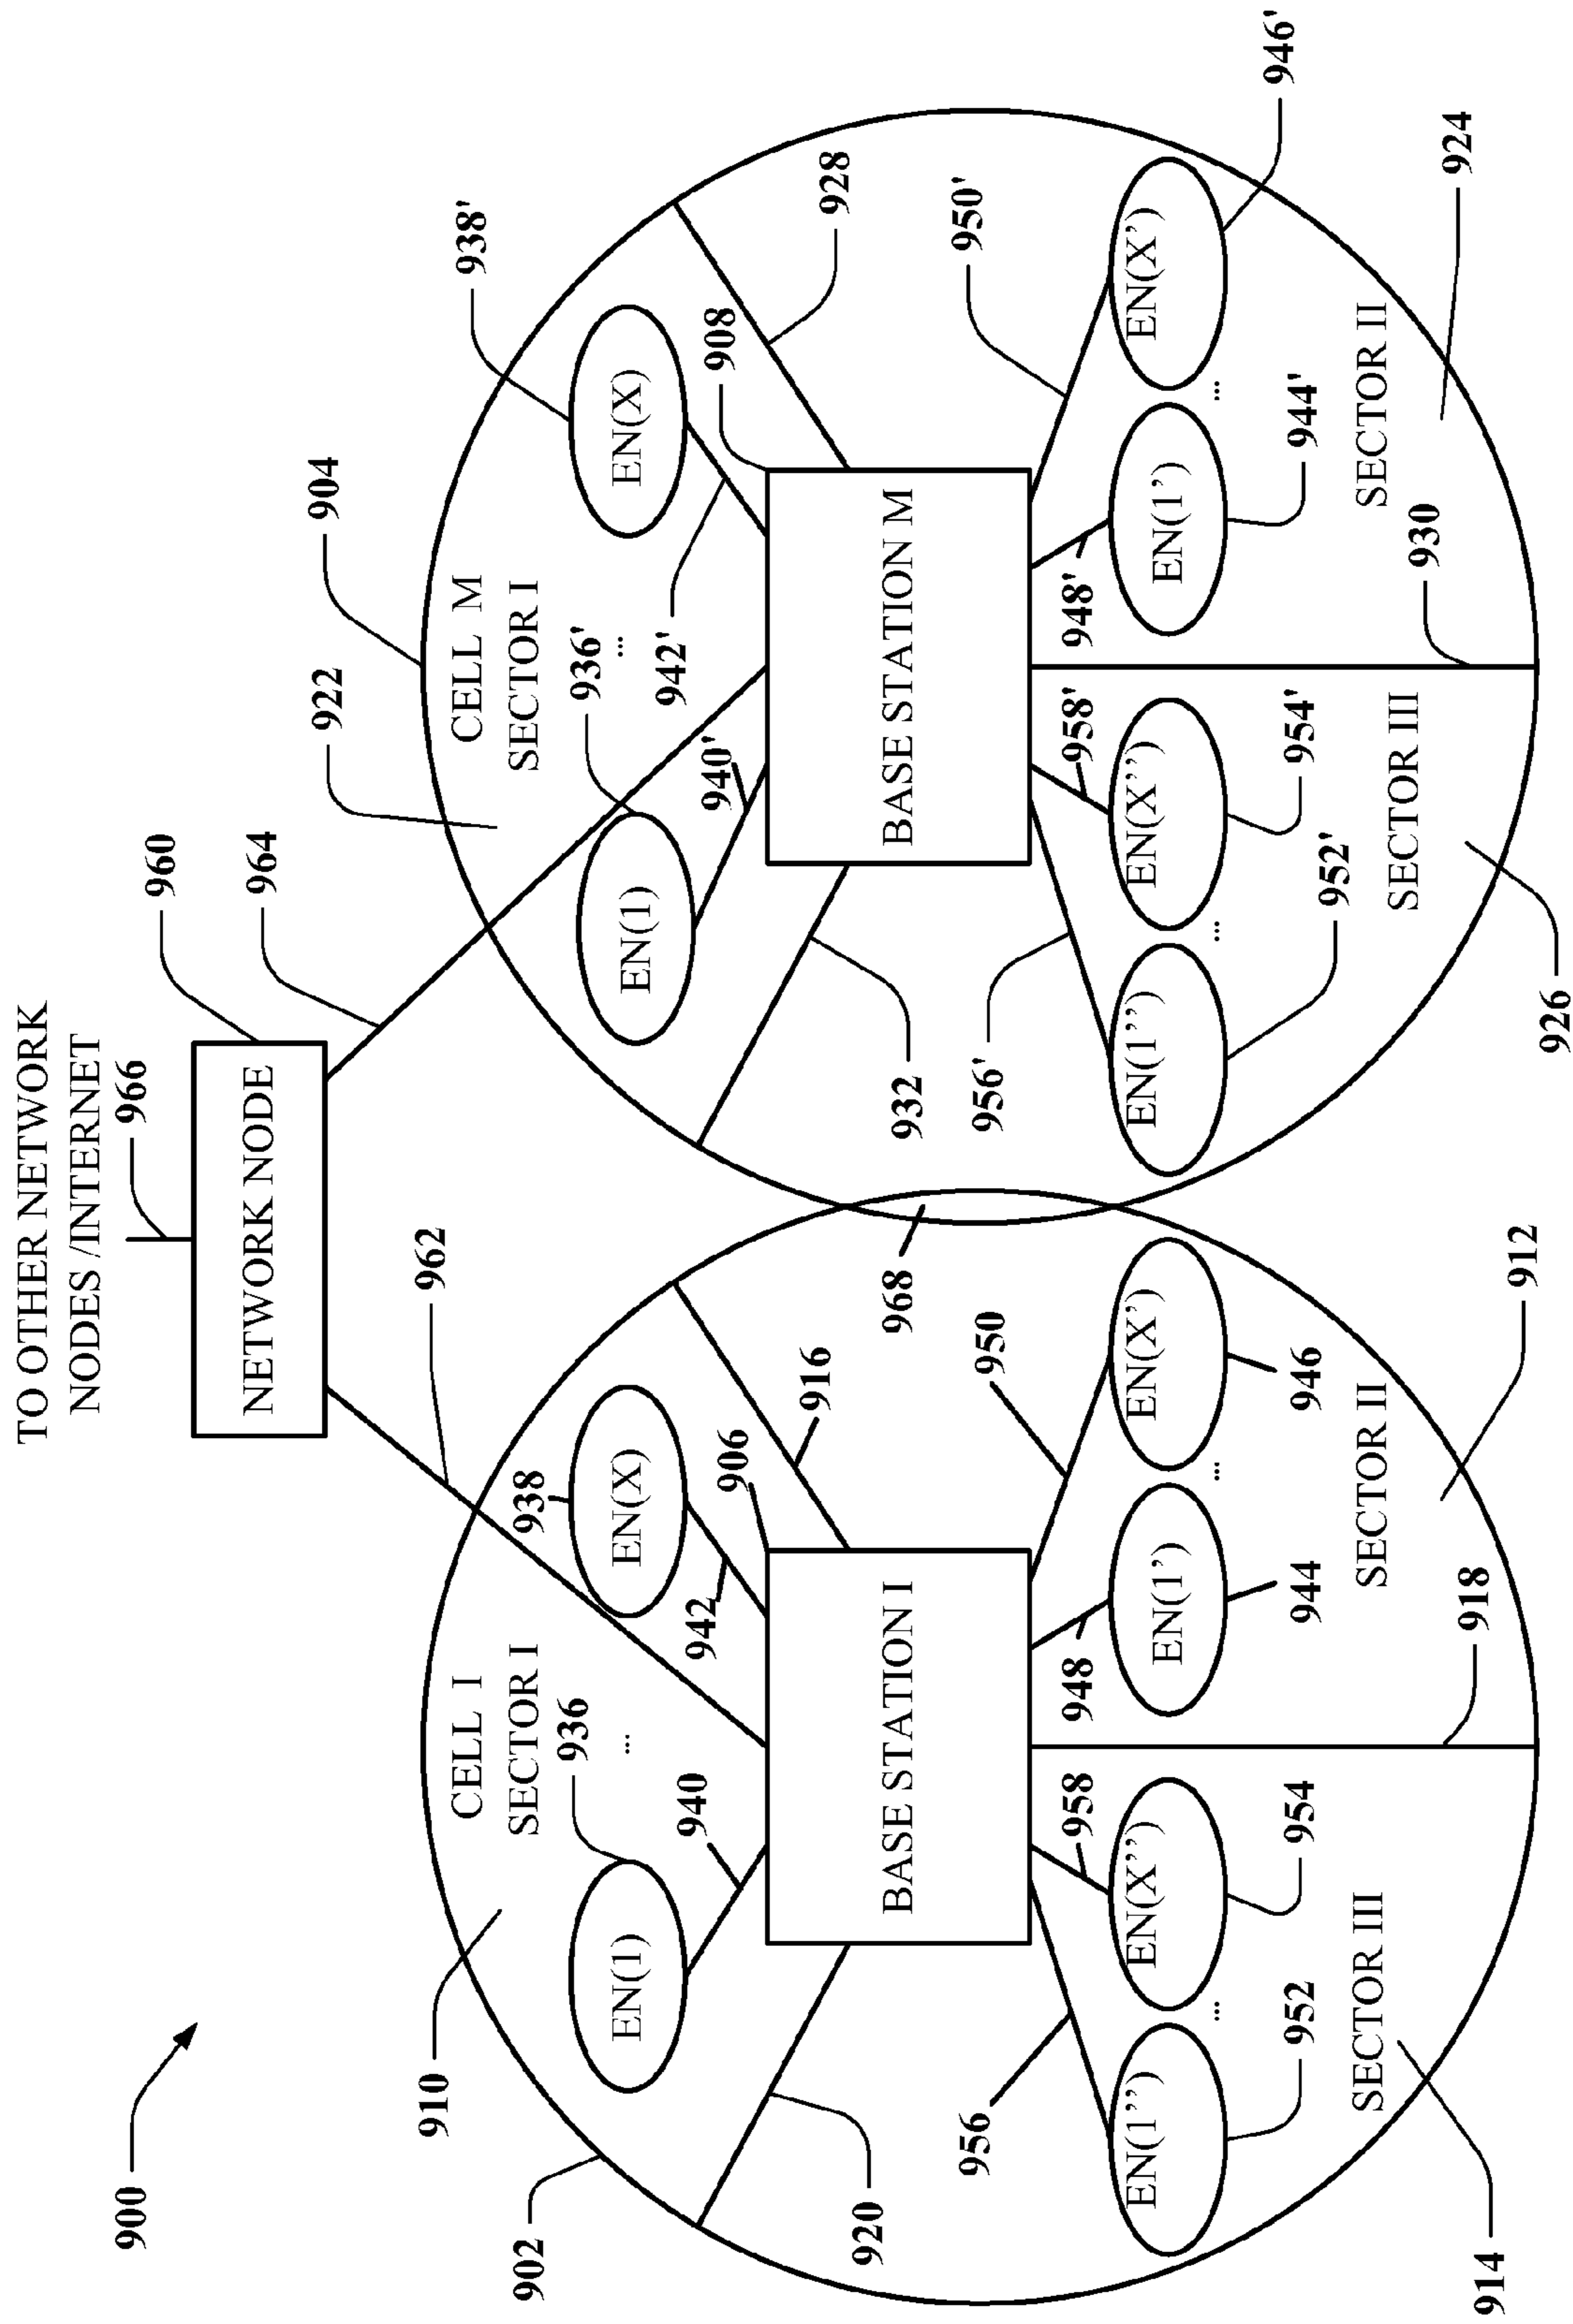 TO OTHER NETWORK
NODES /INTERNET
966
960
NETWORK NODE
964
962
900
902
910
CELL I
SECTOR I
936
...
938
EN(1)
EN(X)
940
942
906
916
920
BASE STATION I
956
958
948
950
EN(1'')
...
EN(X'')
EN(1')
...
EN(X')
952
954
944
946
SECTOR III
SECTOR II
914
918
912
968
904
922
CELL M
SECTOR I
936'
...
938'
EN(1)
EN(X)
940'
942'
908
928
932
BASE STATION M
956'
958'
948'
950'
EN(1'')
...
EN(X'')
EN(1')
...
EN(X')
952'
954'
944'
946'
SECTOR III
SECTOR II
926
930
924